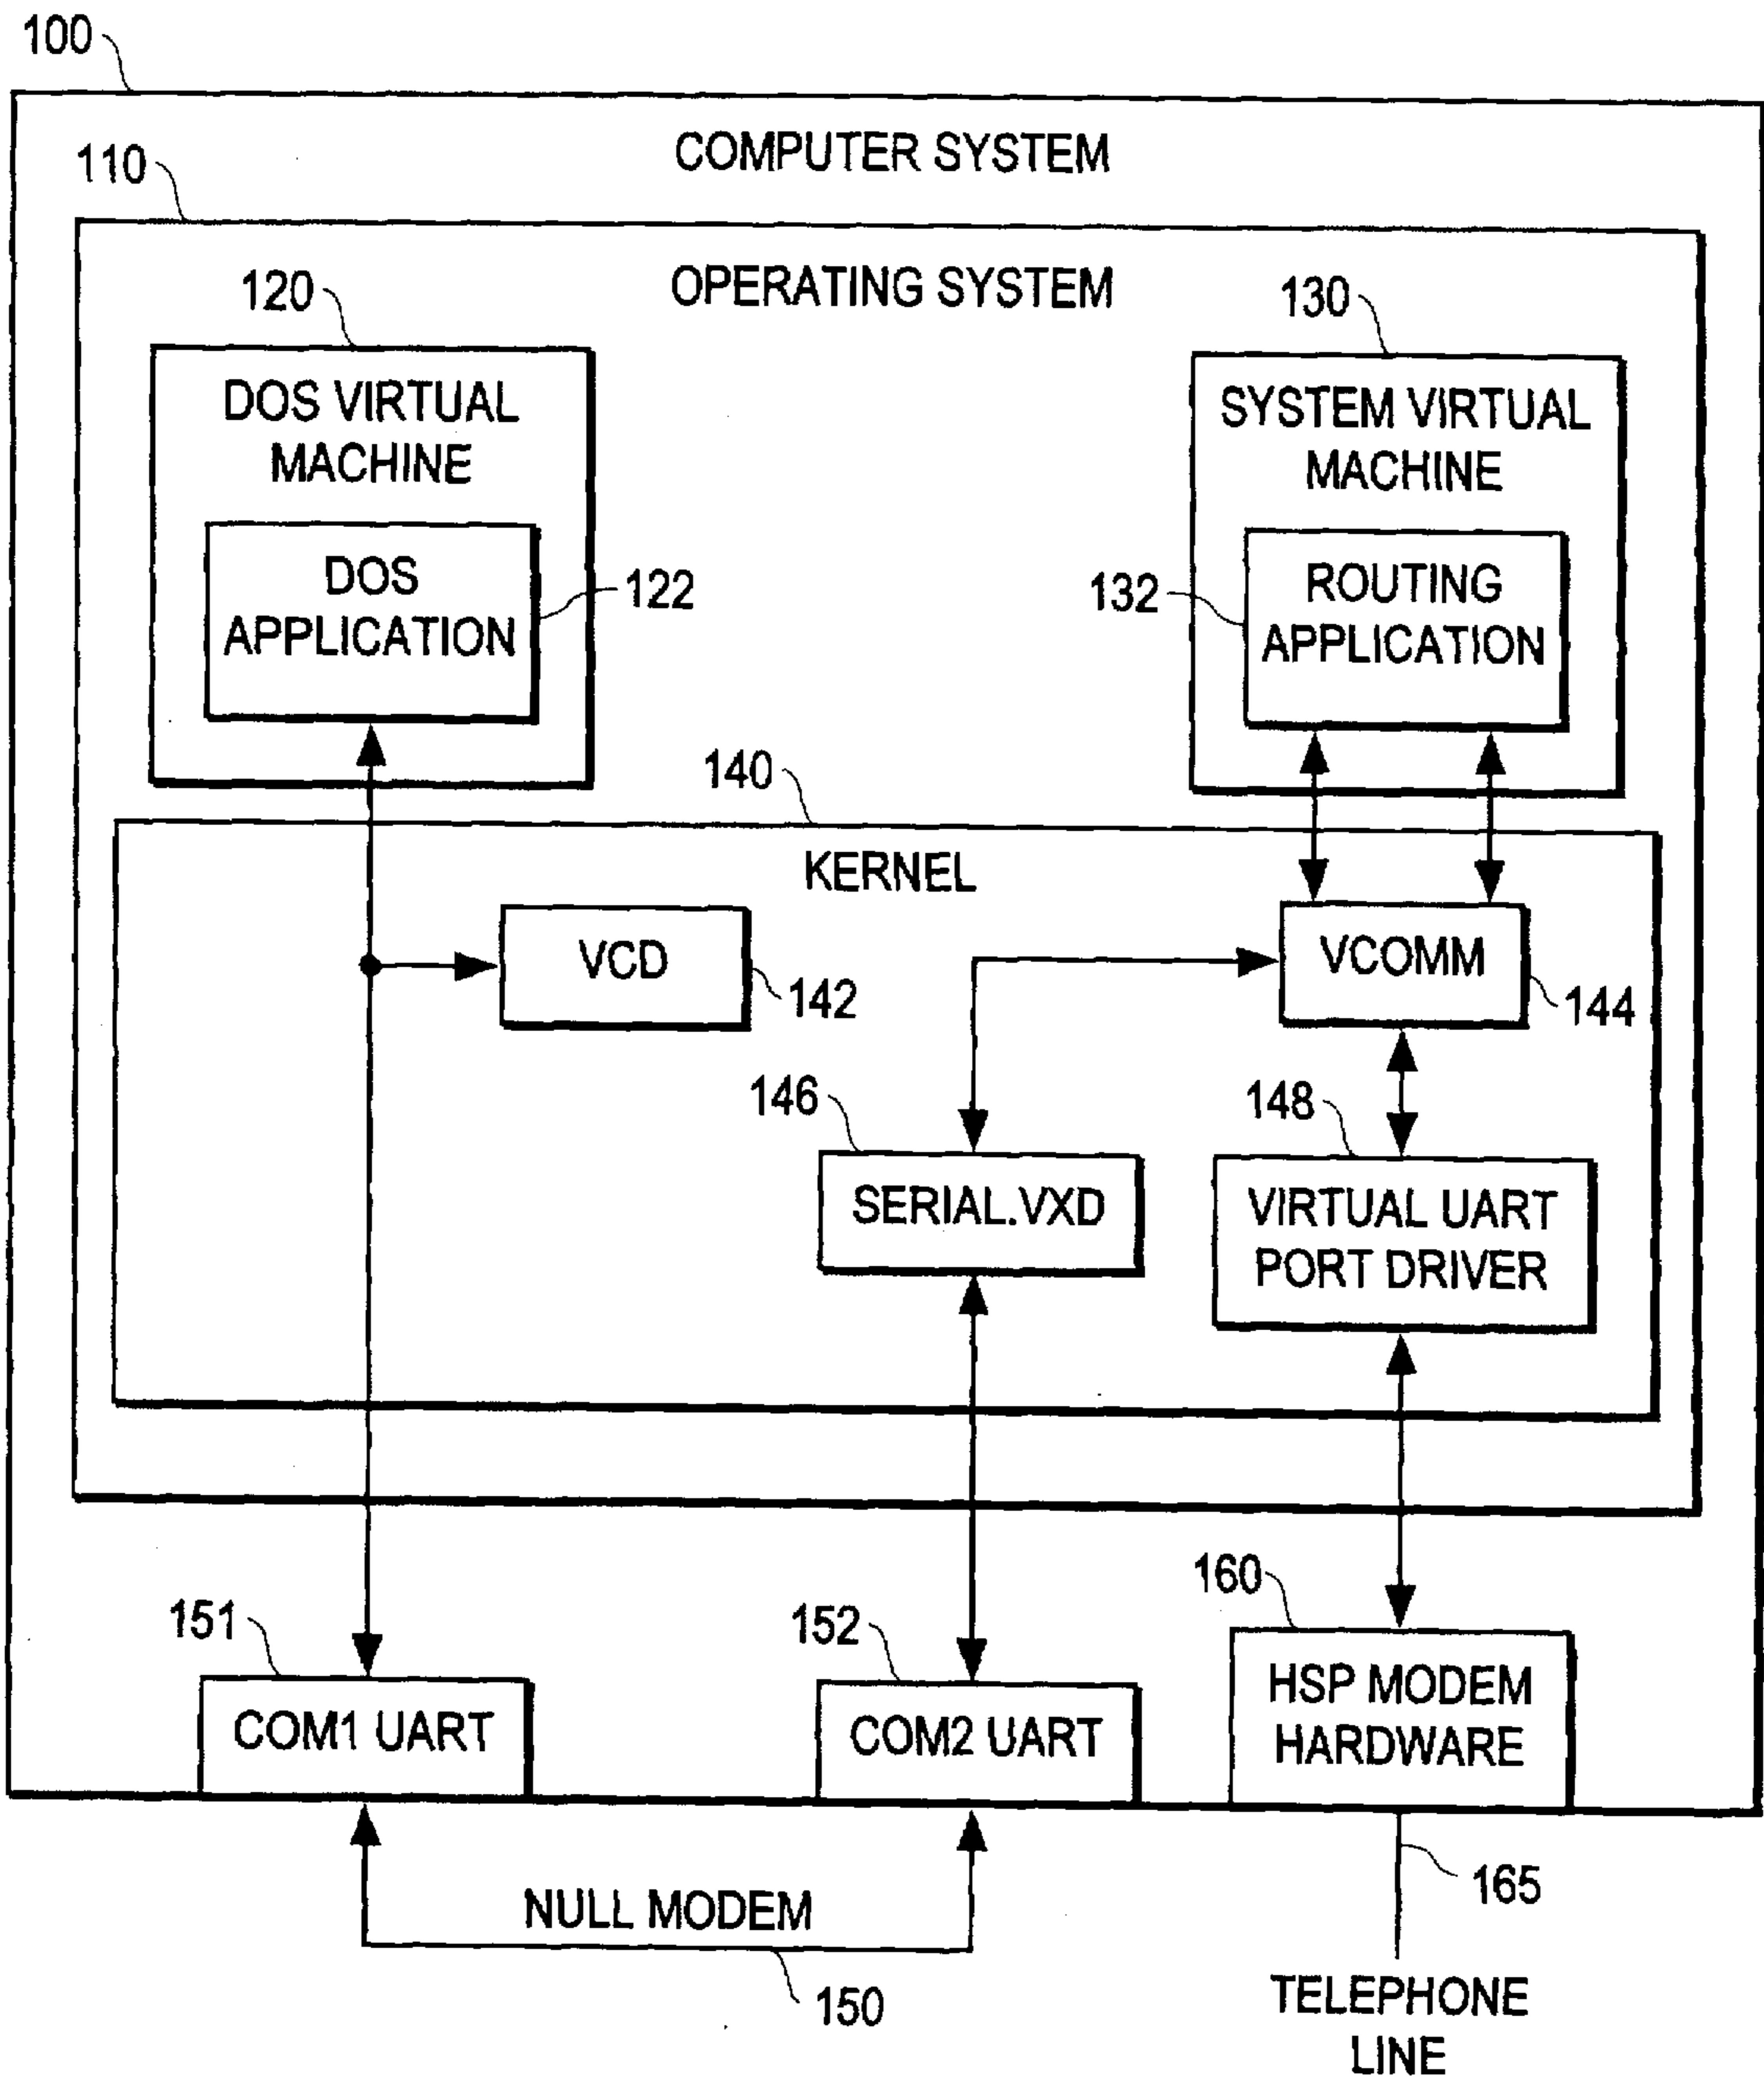 100
COMPUTER SYSTEM
110
OPERATING SYSTEM
120
130
DOS VIRTUAL
MACHINE
SYSTEM VIRTUAL
MACHINE
DOS
APPLICATION
122
132
ROUTING
APPLICATION
140
KERNEL
VCD
142
VCOMM
144
146
148
SERIAL.VXD
VIRTUAL UART
PORT DRIVER
151
152
160
COM1 UART
COM2 UART
HSP MODEM
HARDWARE
NULL MODEM
150
165
TELEPHONE
LINE